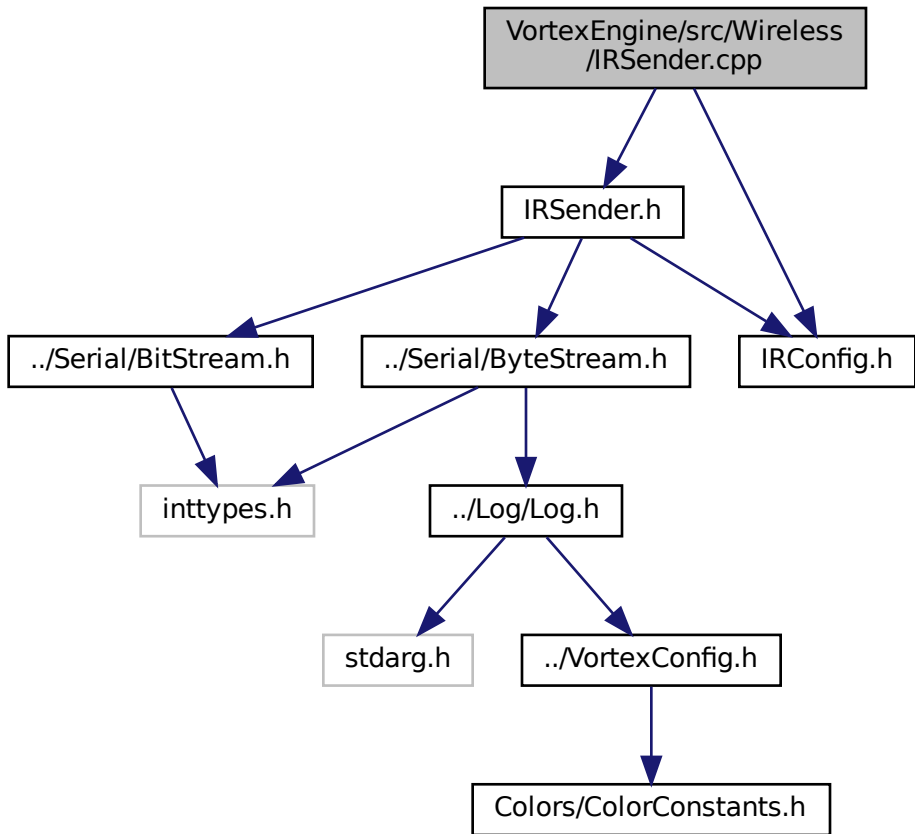 VortexEngine/src/Wireless
/IRSender.cpp
IRSender.h
../Serial/BitStream.h
../Serial/ByteStream.h
IRConfig.h
inttypes.h
../Log/Log.h
stdarg.h
../VortexConfig.h
Colors/ColorConstants.h